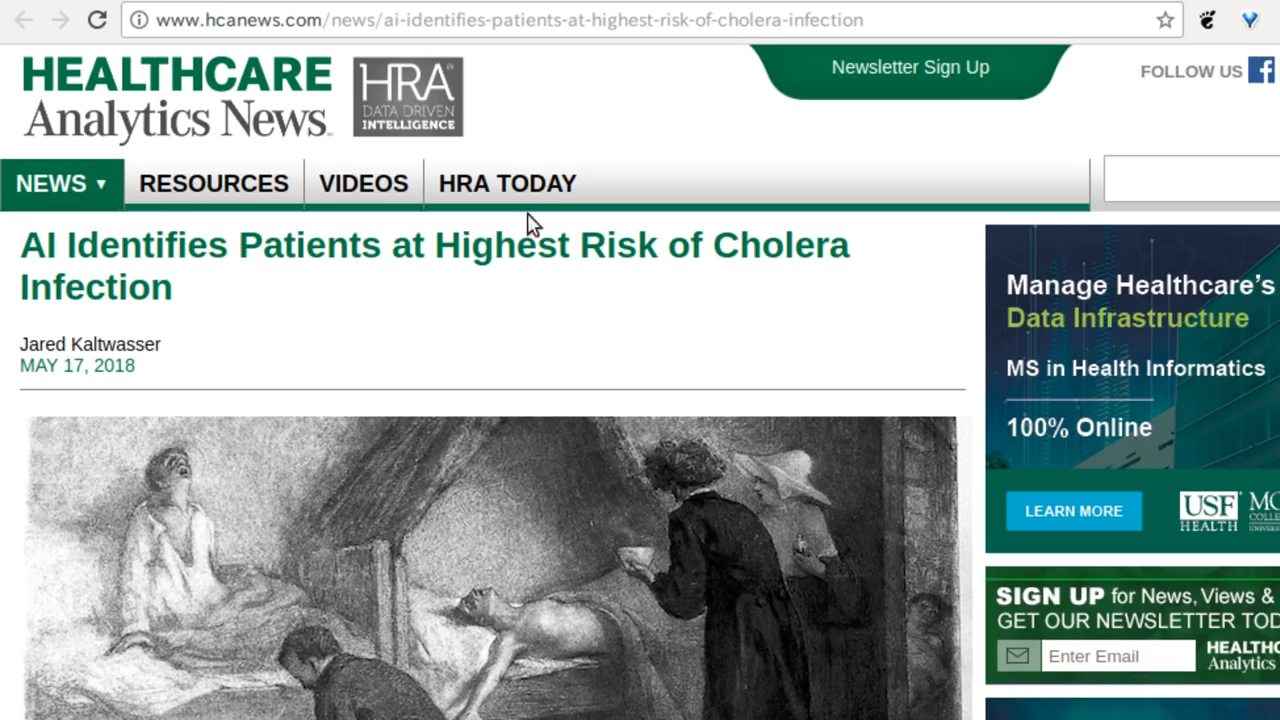 www.hcanews.com/news/ai-identifies-patients-at-highest-risk-of-cholera-infection
HEALTHCARE
Analytics News
HRA
DATA DRIVEN
INTELLIGENCE
Newsletter Sign Up
FOLLOW US
NEWS ▼
RESOURCES
VIDEOS
HRA TODAY
AI Identifies Patients at Highest Risk of Cholera
Infection
Jared Kaltwasser
MAY 17, 2018
Manage Healthcare's
Data Infrastructure
MS in Health Informatics
100% Online
LEARN MORE
USF
HEALTH
SIGN UP for News, Views &
GET OUR NEWSLETTER
Enter Email
Analytics